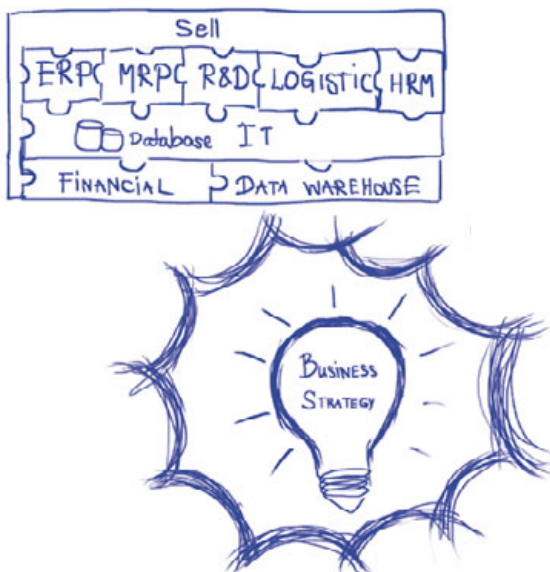 Sell
ERP MRP R&D LOGISTIC HRM
Database IT
FINANCIAL DATA WAREHOUSE
BUSINESS
STRATEGY